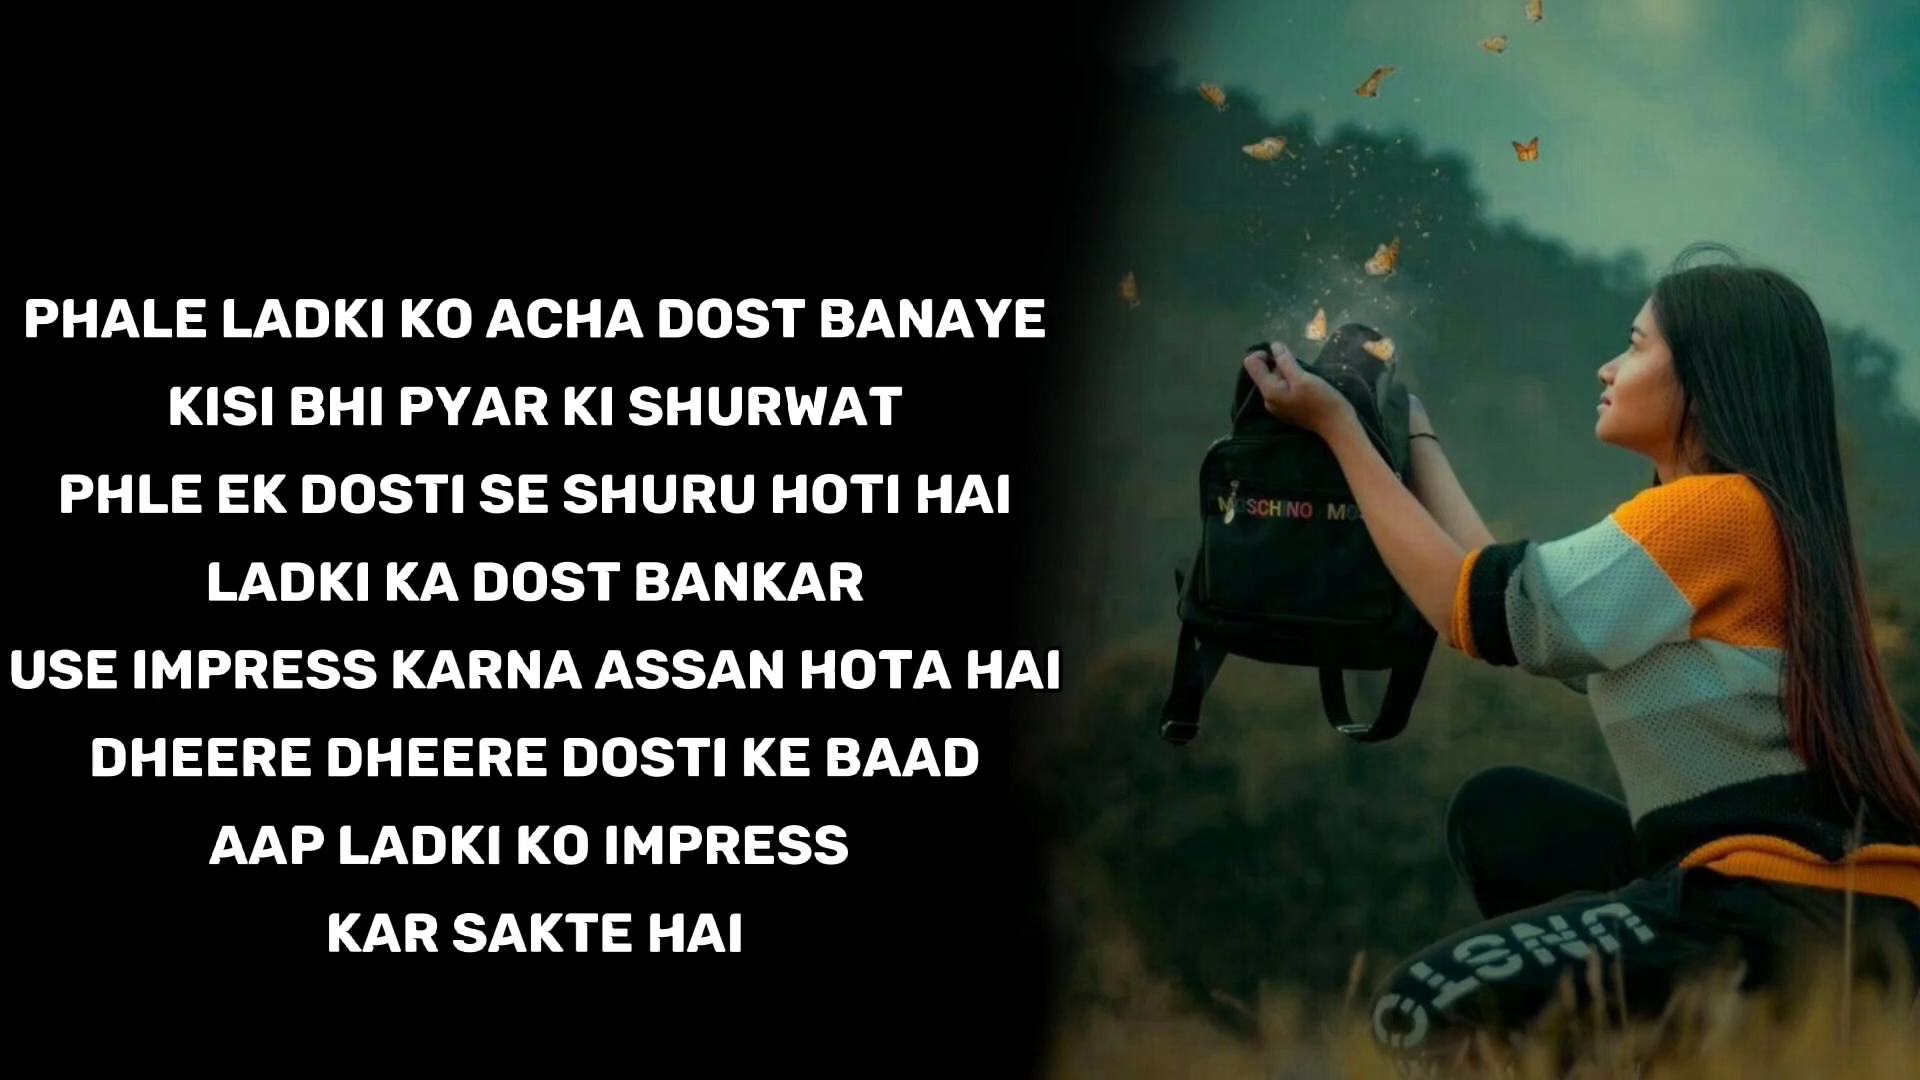 PHALE LADKI KO ACHA DOST BANAYE
KISI BHI PYAR KI SHURWAT
PHLE EK DOSTI SE SHURU HOTI HAI
LADKI KA DOST BANKAR
USE IMPRESS KARNA ASSAN HOTA HAI
DHEERE DHEERE DOSTI KE BAAD
AAP LADKI KO IMPRESS
KAR SAKTE HAI
MOSCHINO